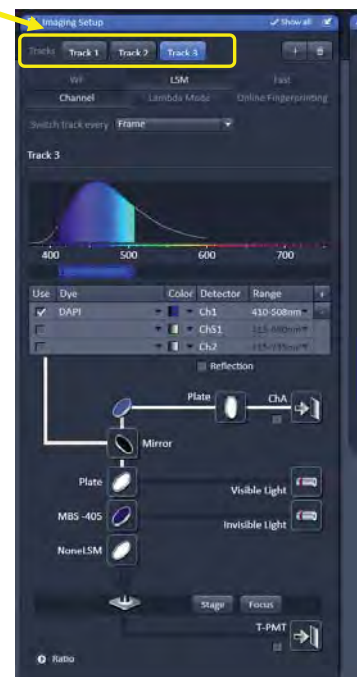 Imaging Setup Show all
Tracks Track 1 Track 2 Track 3 +
WF LSM Fast
Channel Lambda Mode Online Fingerprinting
Switch track every Frame
Track 3
400 500 600 700
Use Dye Color Detector Range +
DAPI Ch1 410-508nm -
ChS1
Ch2
Reflection
Plate ChA
Mirror
Plate
Visible Light
MBS -405
Invisible Light
NoneLSM
Stage Focus
T-PMT
Ratio